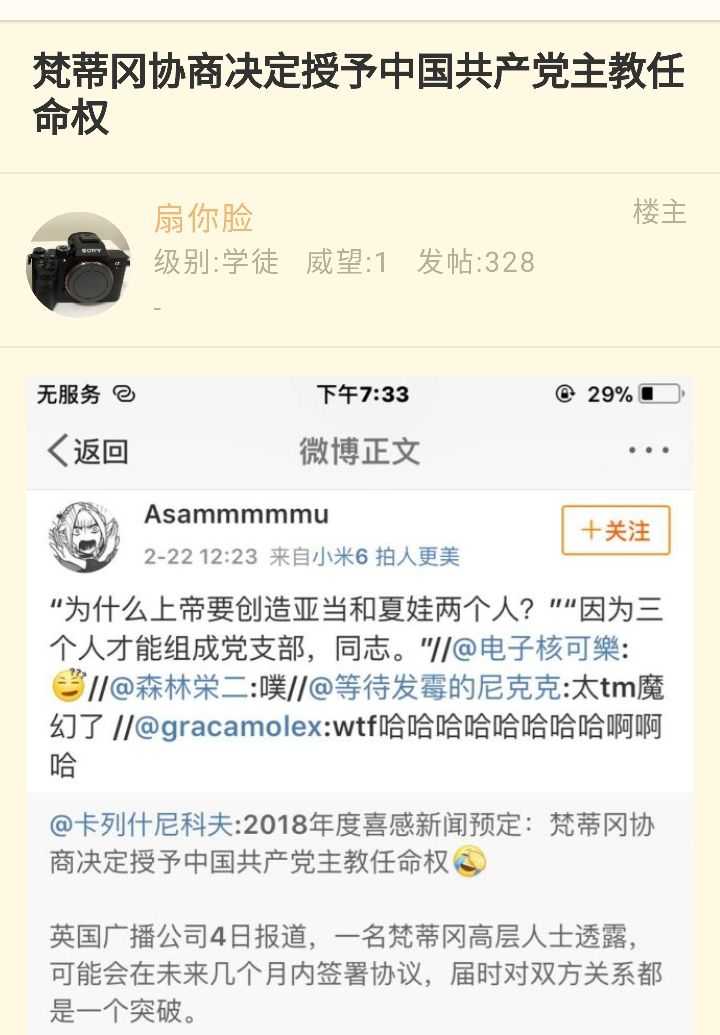 梵蒂冈协商决定授予中国共产党主教任
命权
扇你脸
楼主
级别:学徒 威望:1 发帖:328
-
SONY
无服务
下午7:33
29%
返回
微博正文
Asammmmmu
+关注
2-22 12:23 来自小米6 拍人更美
“为什么上帝要创造亚当和夏娃两个人？”“因为三
个人才能组成党支部，同志。”//@电子核可樂:
//@森林栄二:噗//@等待发霉的尼克克:太tm魔
幻了 //@gracamolex:wtf哈哈哈哈哈哈哈哈啊啊
哈
@卡列什尼科夫:2018年度喜感新闻预定：梵蒂冈协
商决定授予中国共产党主教任命权
英国广播公司4日报道，一名梵蒂冈高层人士透露，
可能会在未来几个月内签署协议，届时对双方关系都
是一个突破。